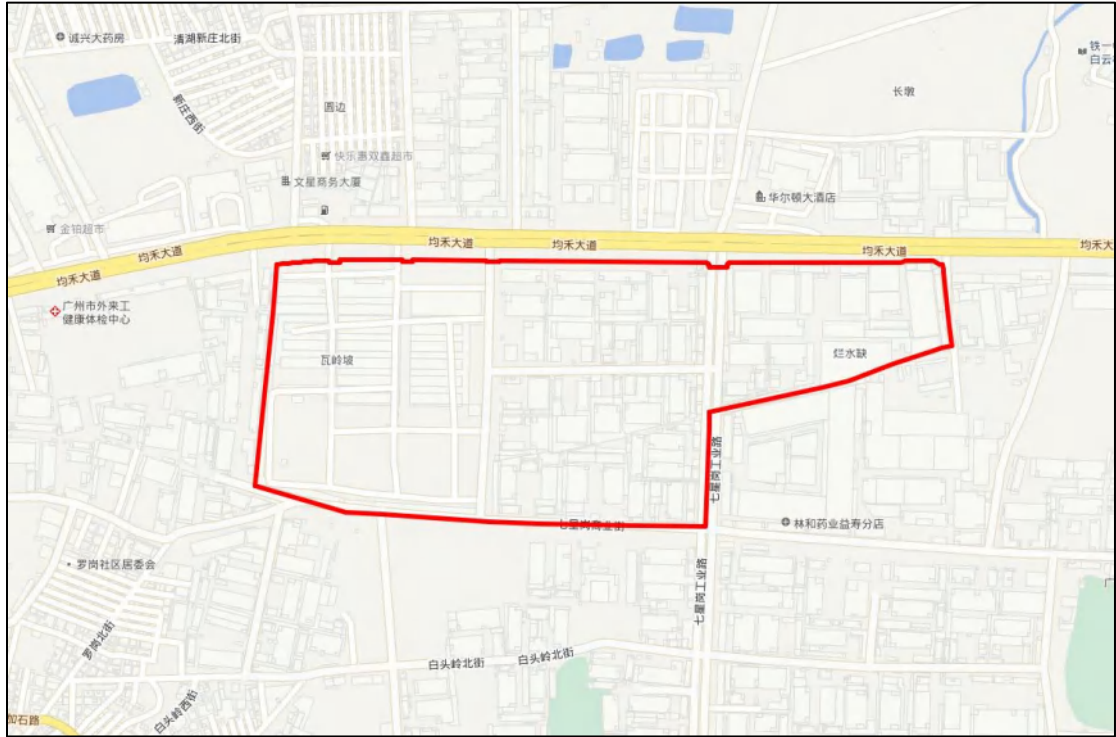 诚兴大药房
清湖新庄北街
铁一
白云
新庄西街
圆边
长墩
快乐惠双鑫超市
文星商务大厦
华尔顿大酒店
金铂超市
均禾大道
均禾大道
均禾大道
均禾大
均禾大道
均禾大道
广州市外来工
健康体检中心
瓦岭坡
烂水缺
七星岗工业路
七星岗商业街
林和药业益寿分店
罗岗社区居委会
七星岗工业路
罗岗北街
白头岭北街
白头岭北街
白头岭西街
加石路